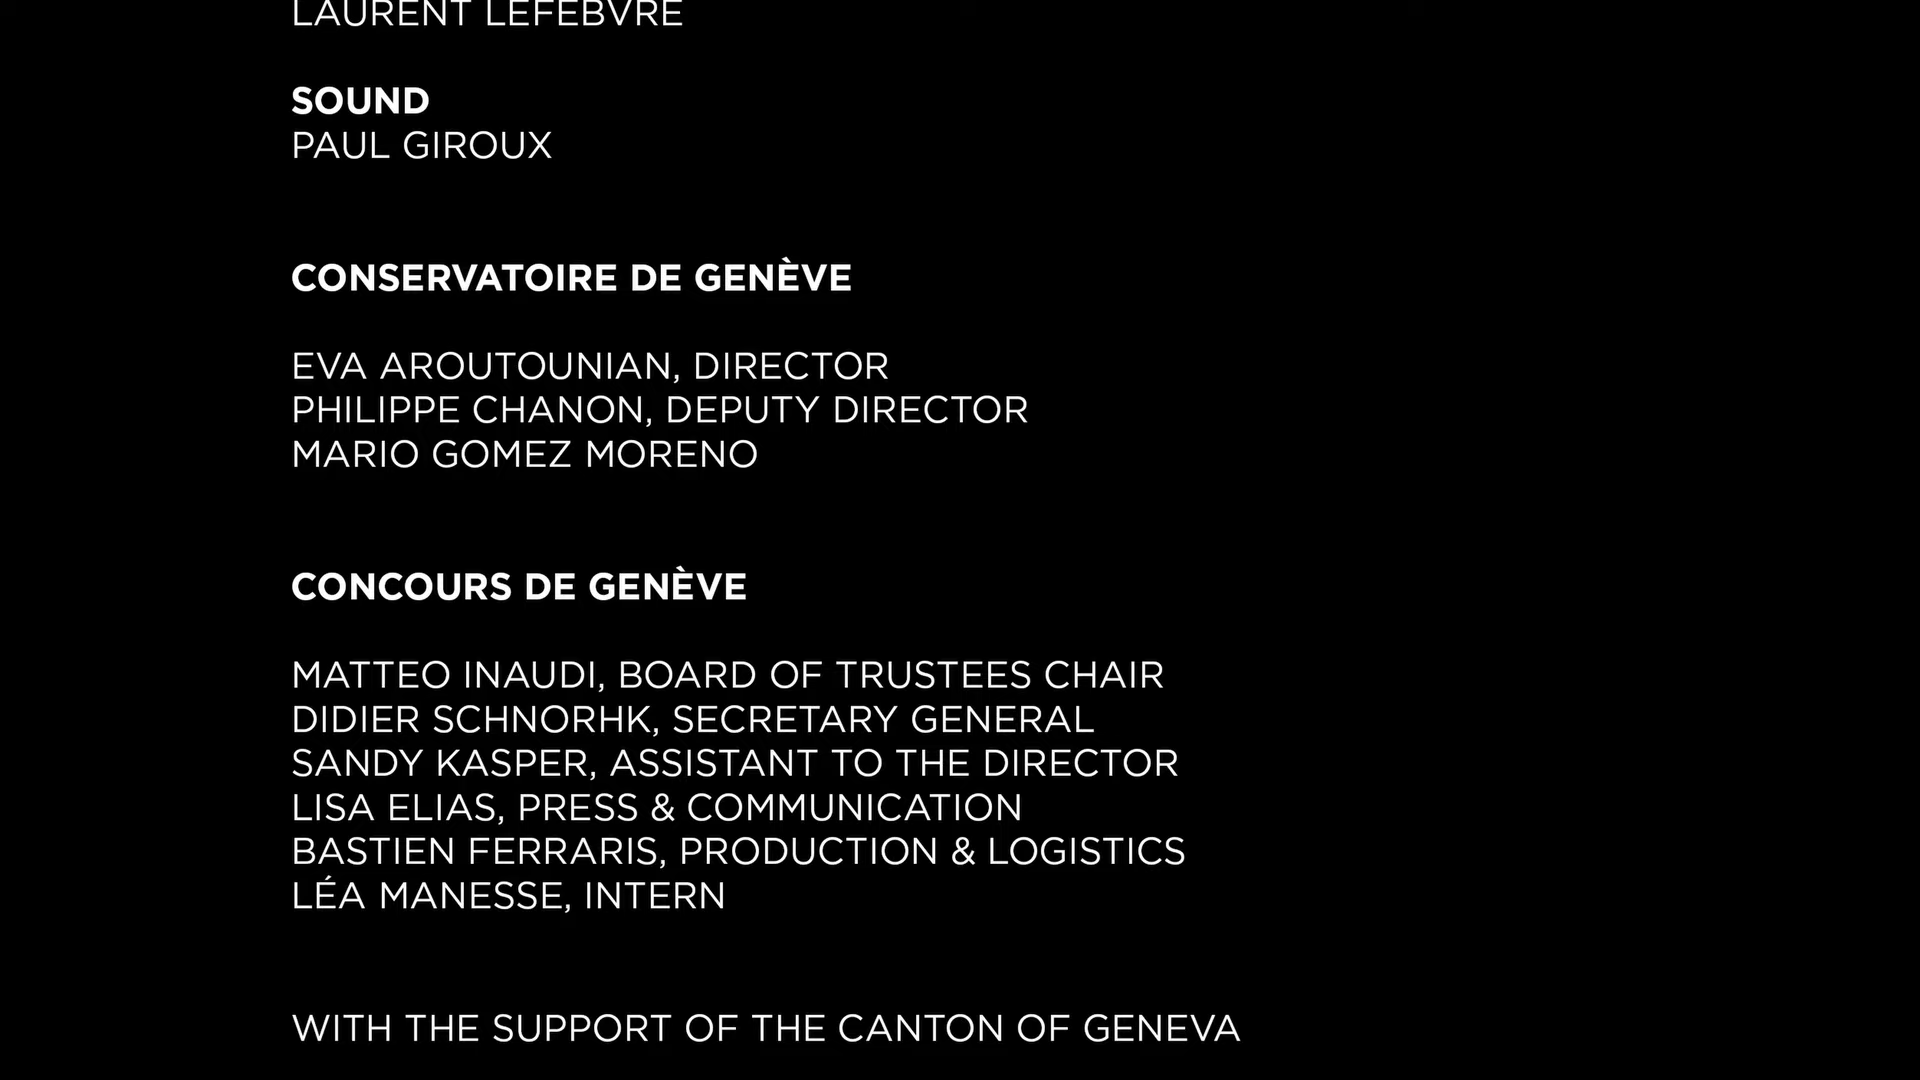 LAURENT LEFEBVRE
SOUND
PAUL GIROUX
CONSERVATOIRE DE GENÈVE
EVA AROUTOUNIAN, DIRECTOR
PHILIPPE CHANON, DEPUTY DIRECTOR
MARIO GOMEZ MORENO
CONCOURS DE GENÈVE
MATTEO INAUDI, BOARD OF TRUSTEES CHAIR
DIDIER SCHNORHK, SECRETARY GENERAL
SANDY KASPER, ASSISTANT TO THE DIRECTOR
LISA ELIAS, PRESS & COMMUNICATION
BASTIEN FERRARIS, PRODUCTION & LOGISTICS
LÉA MANESSE, INTERN
WITH THE SUPPORT OF THE CANTON OF GENEVA